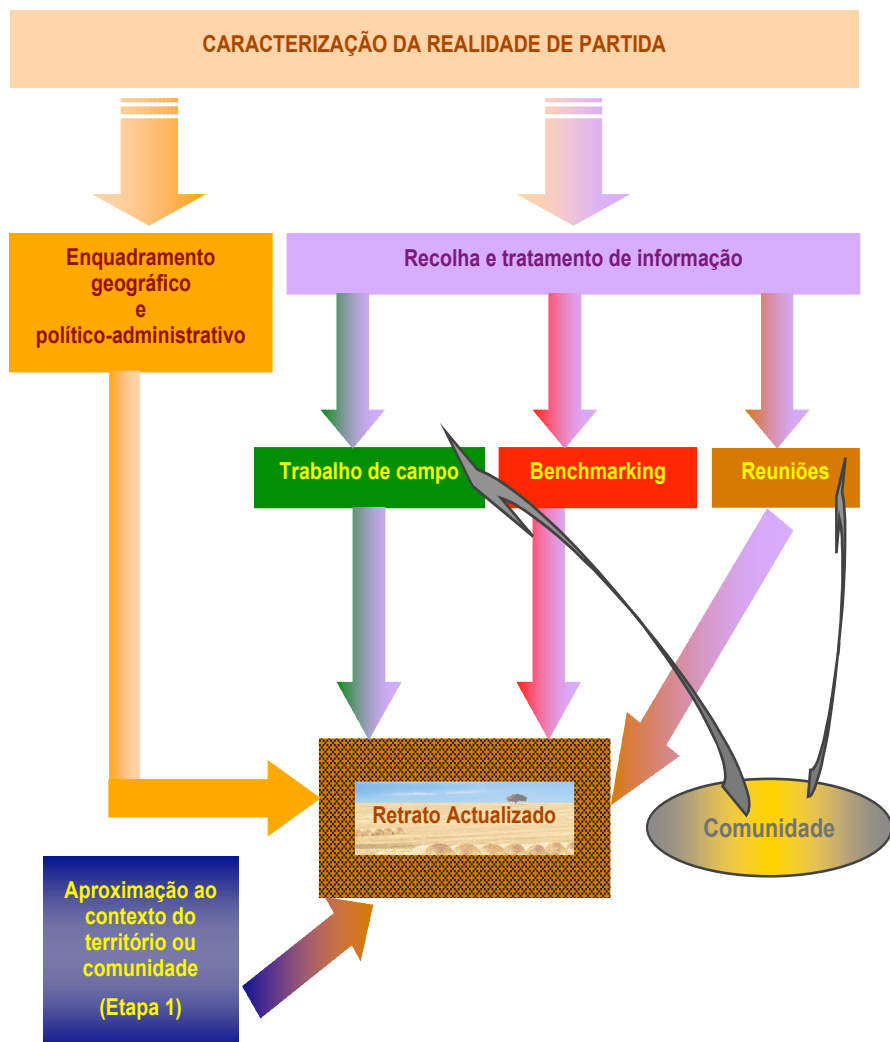 CARACTERIZAÇÃO DA REALIDADE DE PARTIDA
Enquadramento
geográfico
e
político-administrativo
Recolha e tratamento de informação
Trabalho de campo
Benchmarking
Reuniões
Retrato Actualizado
Comunidade
Aproximação ao
contexto do
território ou
comunidade
(Etapa 1)